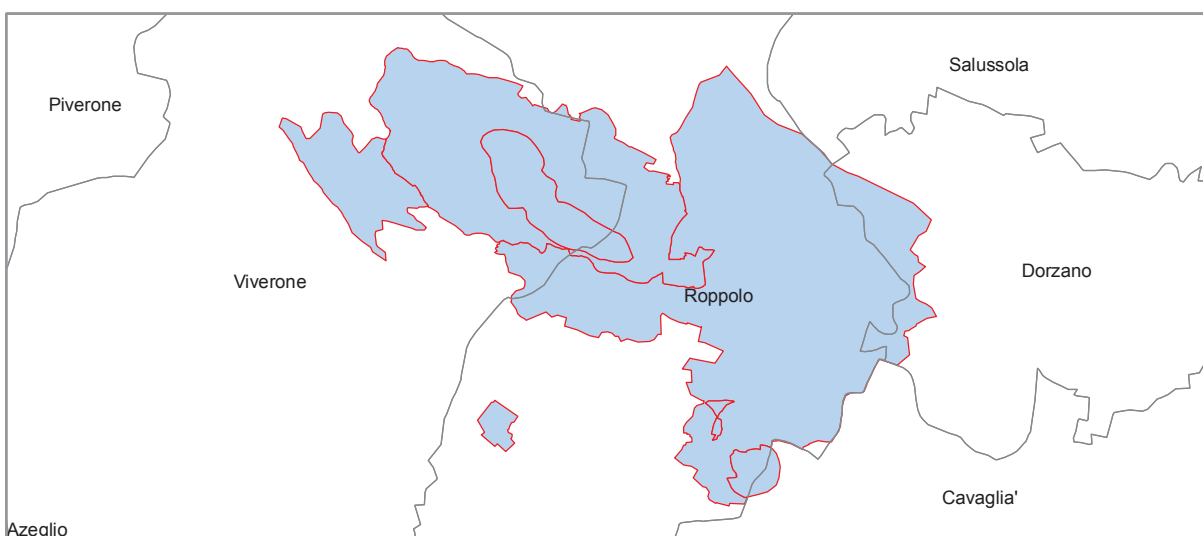 Salussola
Piverone
Dorzano
Viverone
Roppolo
Cavaglia'
Azeglio